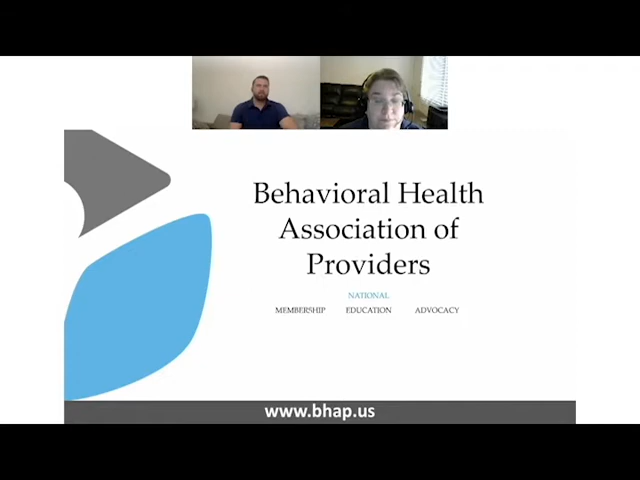 Behavioral Health
Association of
Providers
NATIONAL
MEMBERSHIP EDUCATION ADVOCACY
www.bhap.us